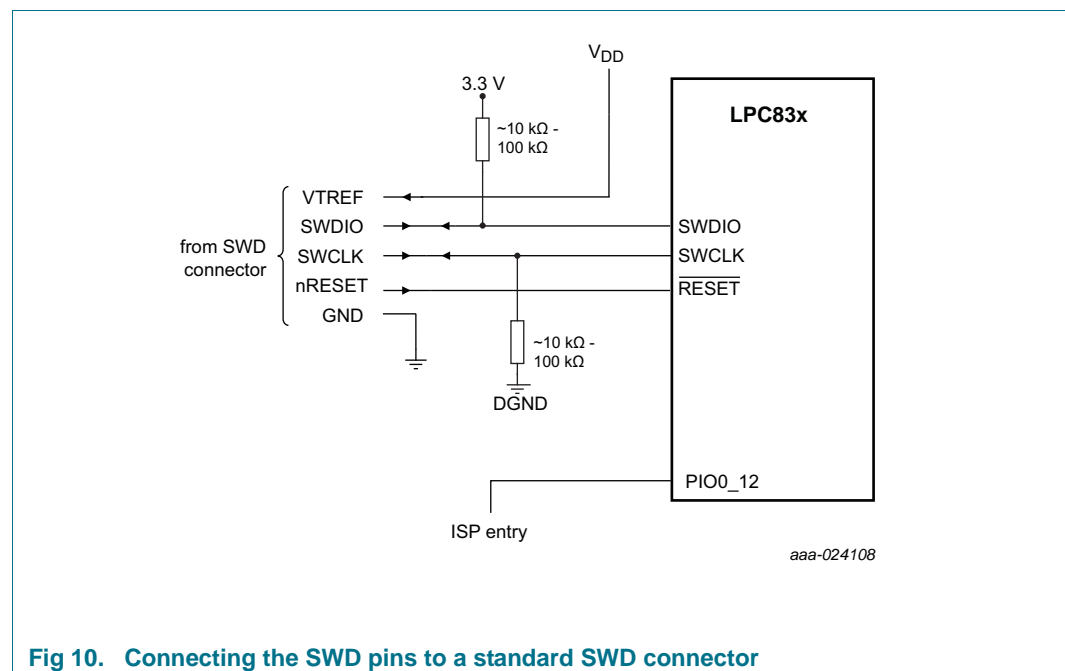 VDD
3.3 V
~10 kΩ -
100 kΩ
LPC83x
from SWD
connector
VTREF
SWDIO
SWCLK
nRESET
GND
SWDIO
SWCLK
RESET
~10 kΩ -
100 kΩ
DGND
PIO0_12
ISP entry
aaa-024108
Fig 10. Connecting the SWD pins to a standard SWD connector